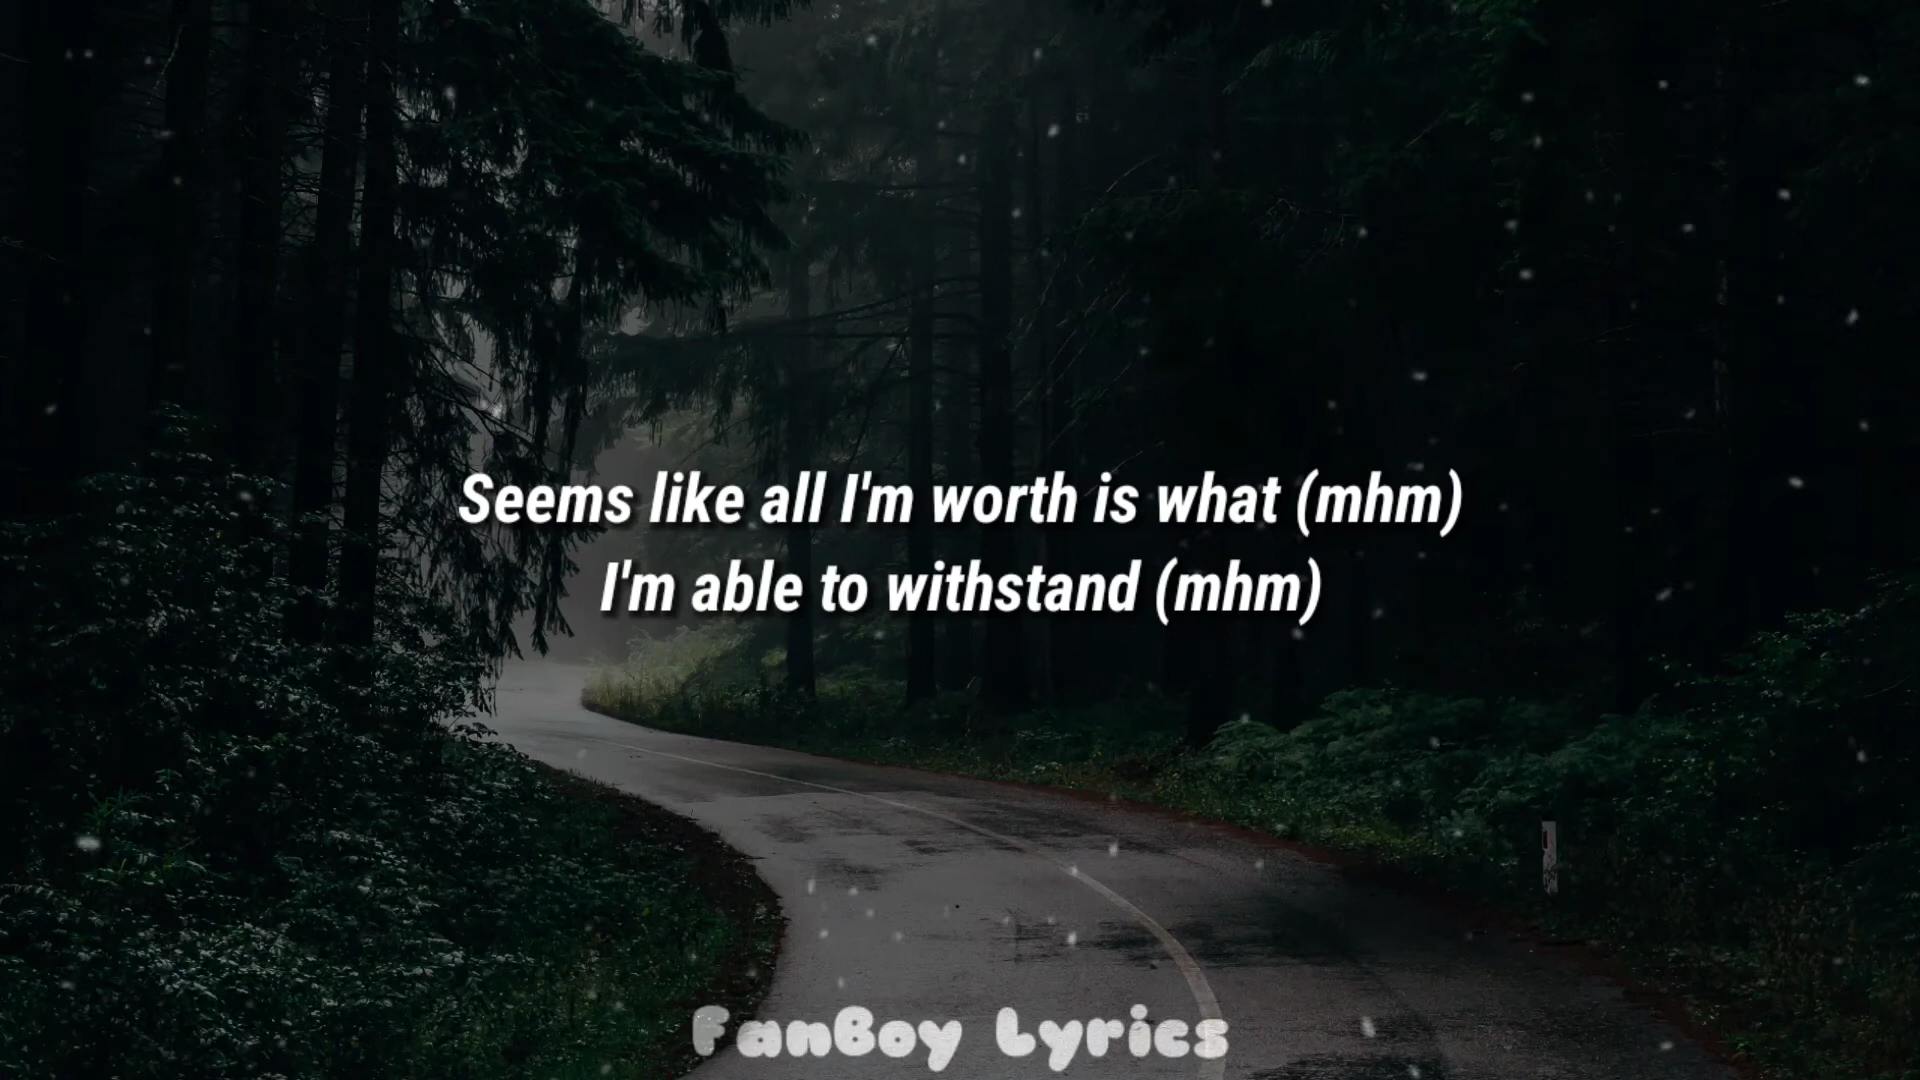 Seems like all I'm worth is what (mhm)
I'm able to withstand (mhm)
FanBoy Lyrics